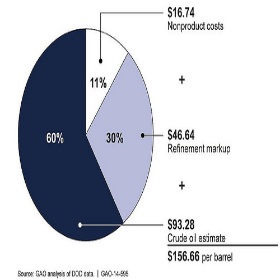 $16.74
Nonproduct costs
11%
+
60%
30%
$46.64
Refinement markup
+
$93.28
Crude oil estimate
$156.66 per barrel
Source: GAO analysis of DOD data. | GAO-14-595